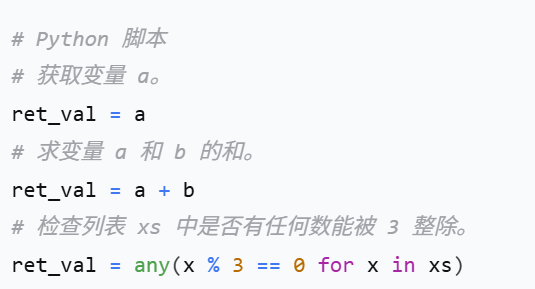 # Python 脚本
# 获取变量 a。
ret_val = a
# 求变量 a 和 b 的和。
ret_val = a + b
# 检查列表 xs 中是否有任何数能被 3 整除。
ret_val = any(x % 3 == 0 for x in xs)